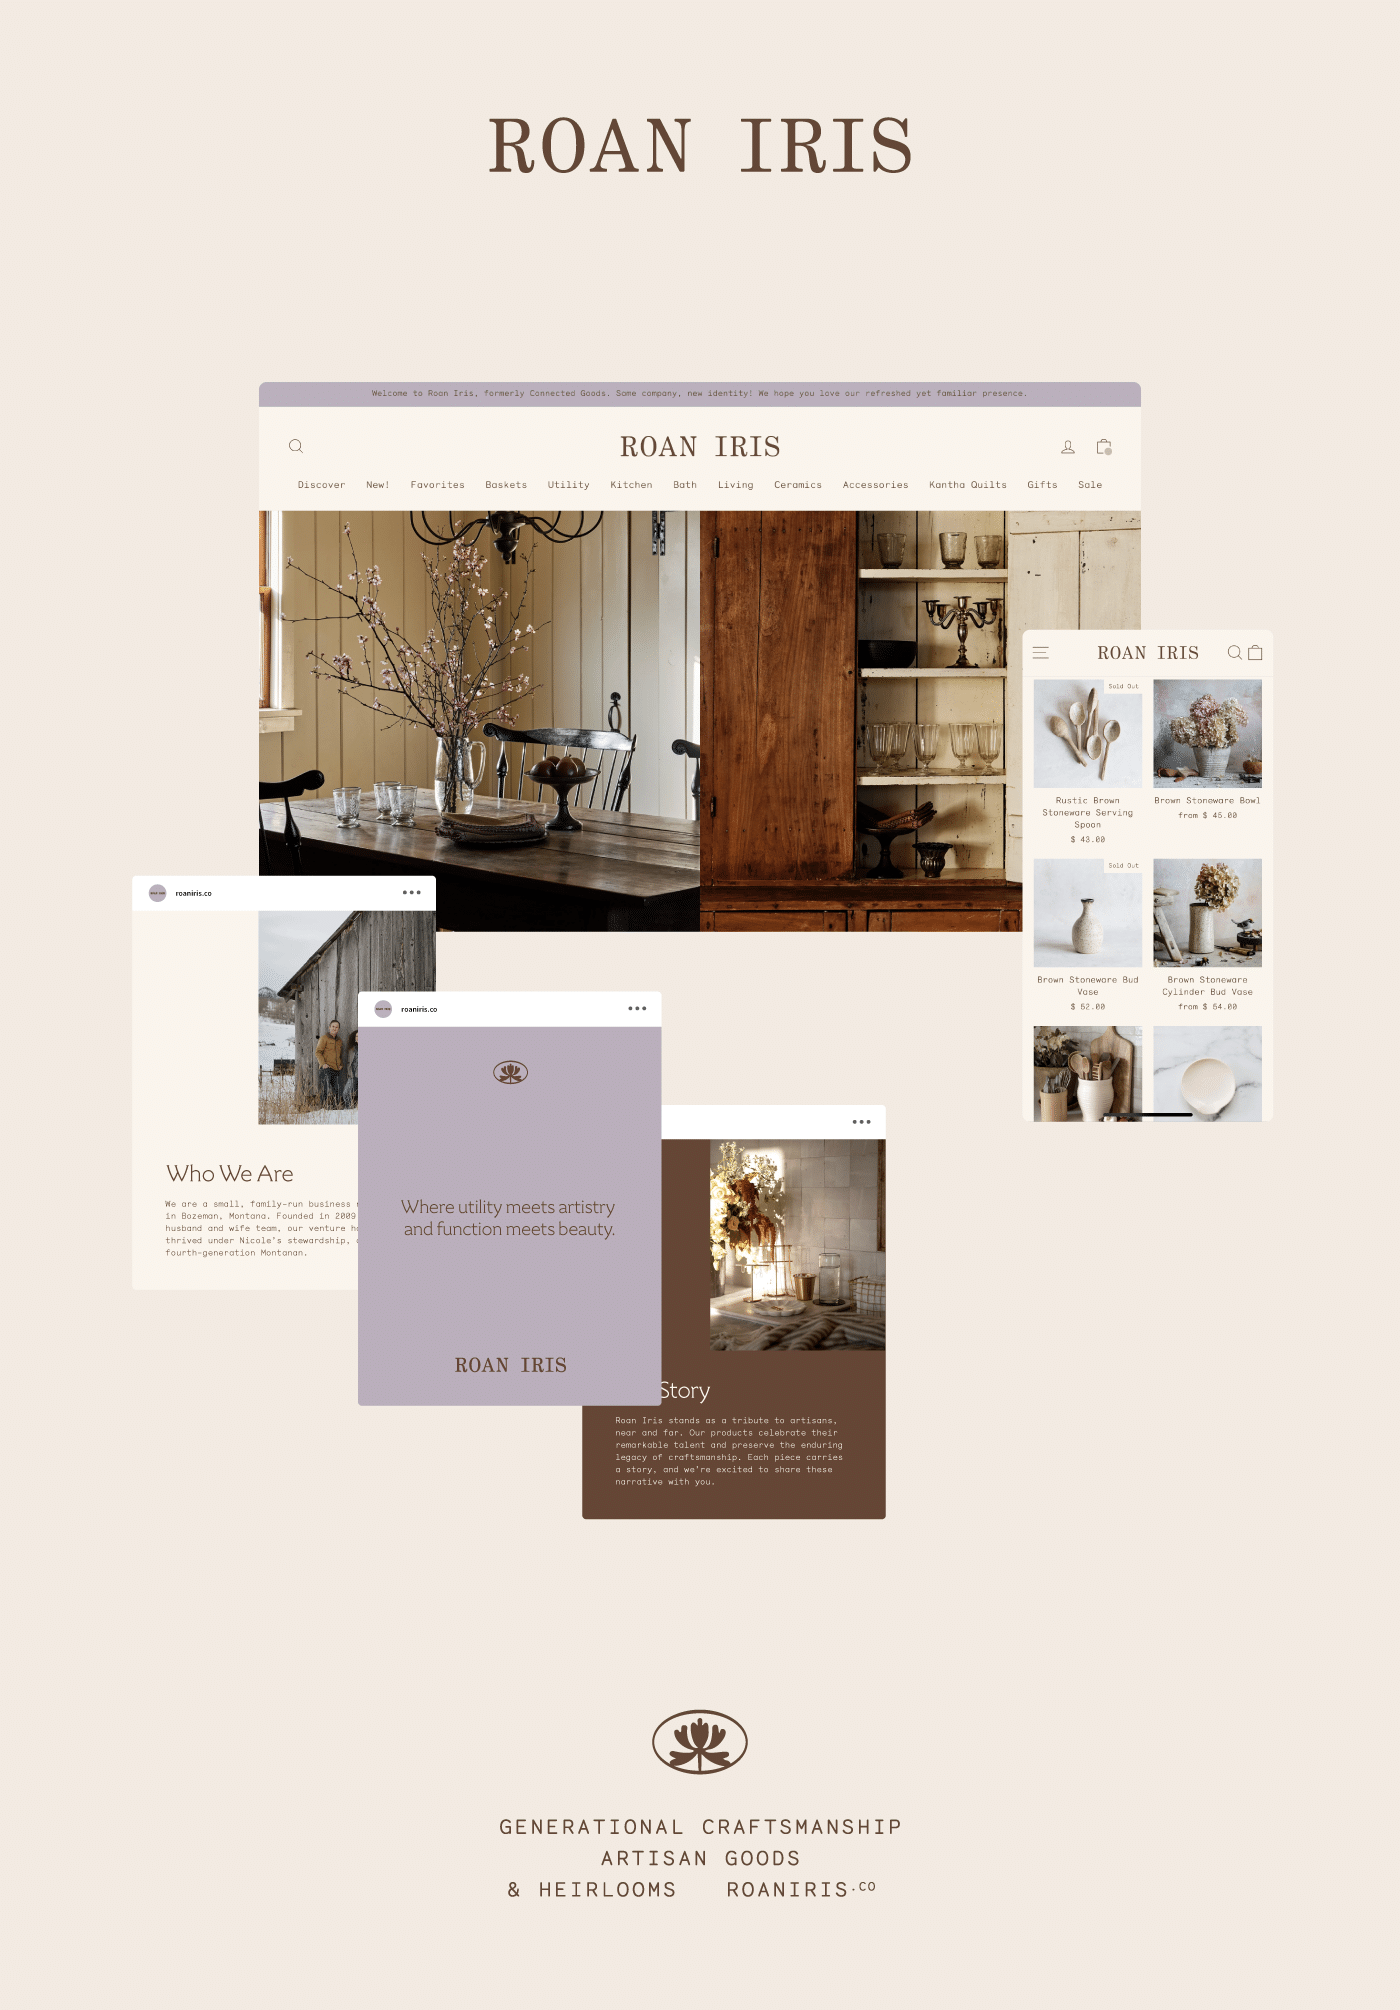 ROAN IRIS
Welcome to Roan Iris, formerly Connected Goods. Same company, new identity! We hope you love our refreshed yet familiar presence.
ROAN IRIS
Discover New! Favorites Baskets Utility Kitchen Bath Living Ceramics Accessories Kantha Quilts Gifts Sale
ROAN IRIS
Sold Out
Rustic Brown
Stoneware Serving
Spoon
$ 43.00
Brown Stoneware Bowl
from $ 45.00
Sold Out
Brown Stoneware Bud
Vase
$ 52.00
Brown Stoneware
Cylinder Bud Vase
from $ 54.00
roaniris.co
Who We Are
We are a small, family-run business
in Bozeman, Montana. Founded in 2009
husband and wife team, our venture
thrived under Nicole's stewardship,
fourth-generation Montanan.
roaniris.co
Where utility meets artistry
and function meets beauty.
ROAN IRIS
Story
Roan Iris stands as a tribute to artisans,
near and far. Our products celebrate their
remarkable talent and preserve the enduring
legacy of craftsmanship. Each piece carries
a story, and we're excited to share these
narrative with you.
GENERATIONAL CRAFTSMANSHIP
ARTISAN GOODS
& HEIRLOOMS ROANIRIS.CO